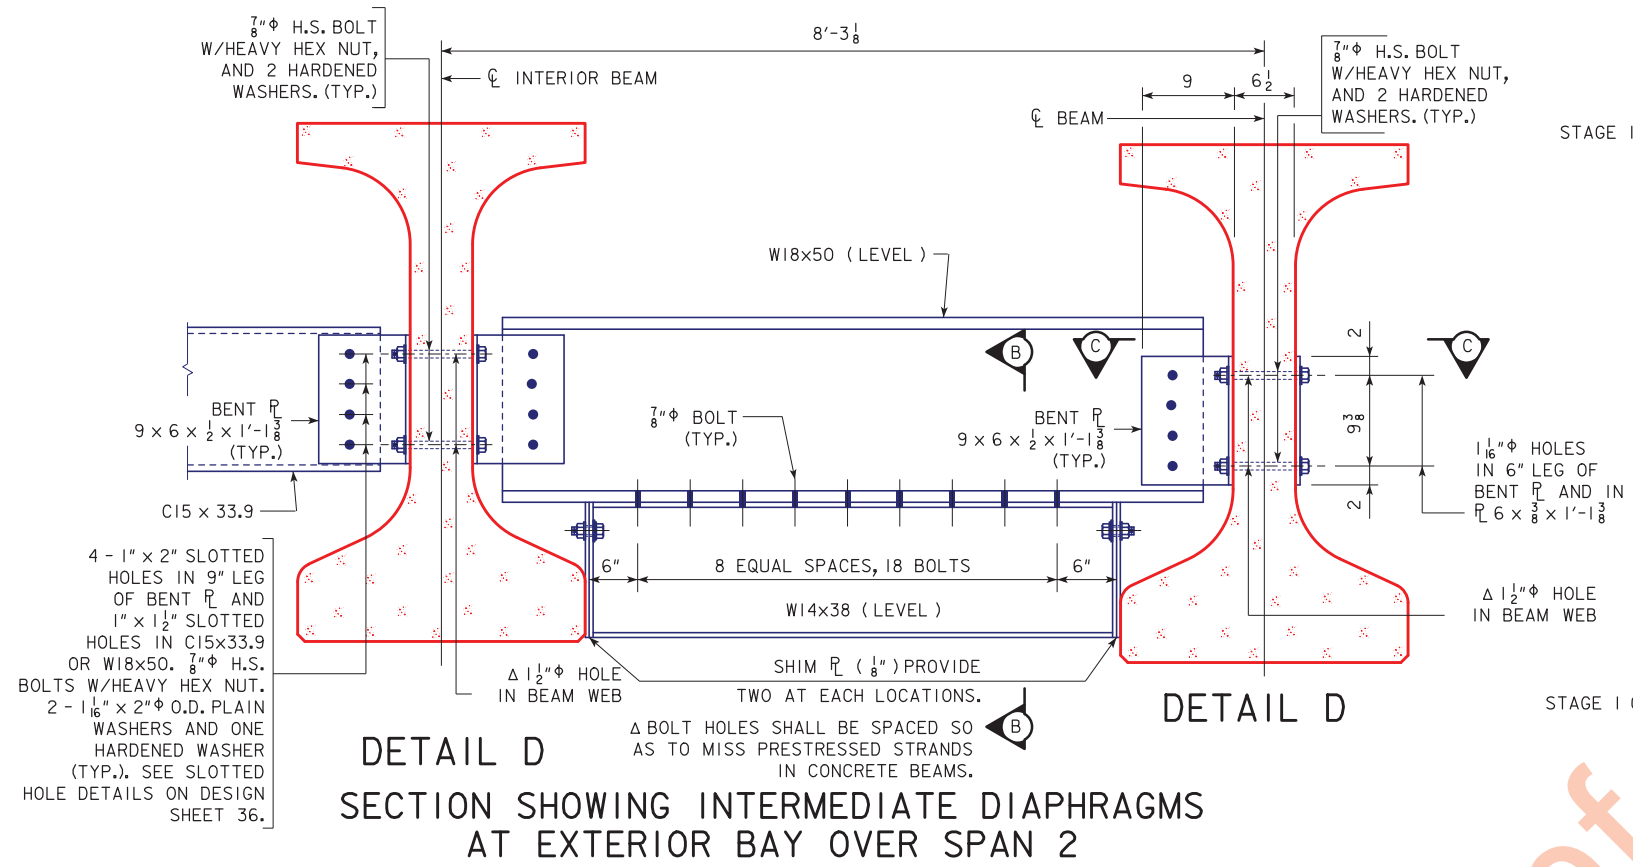 7/8"ϕ H.S. BOLT
W/HEAVY HEX NUT,
AND 2 HARDENED
WASHERS. (TYP.)
℄ INTERIOR BEAM
8'-3 1/8
9
6 1/2
℄ BEAM
7/8"ϕ H.S. BOLT
W/HEAVY HEX NUT,
AND 2 HARDENED
WASHERS. (TYP.)
STAGE I
W18x50 (LEVEL)
B
C
C
2
9 3/8
2
BENT PL
9 x 6 x 1/2 x 1'-1 3/8
(TYP.)
7/8"ϕ BOLT
(TYP.)
BENT PL
9 x 6 x 1/2 x 1'-1 3/8
(TYP.)
1 1/16"ϕ HOLES
IN 6" LEG OF
BENT PL AND IN
PL 6 x 3/8 x 1'-1 3/8
C15 x 33.9
4 - 1" x 2" SLOTTED
HOLES IN 9" LEG
OF BENT PL AND
1" x 1 1/2" SLOTTED
HOLES IN C15x33.9
OR W18x50. 7/8"ϕ H.S.
BOLTS W/HEAVY HEX NUT.
2 - 1 1/16" x 2"ϕ O.D. PLAIN
WASHERS AND ONE
HARDENED WASHER
(TYP.). SEE SLOTTED
HOLE DETAILS ON DESIGN
SHEET 36.
6"
8 EQUAL SPACES, 18 BOLTS
6"
W14x38 (LEVEL)
Δ 1 1/2"ϕ HOLE
IN BEAM WEB
Δ 1 1/2"ϕ HOLE
IN BEAM WEB
SHIM PL (1/8") PROVIDE
TWO AT EACH LOCATIONS.
Δ BOLT HOLES SHALL BE SPACED SO
AS TO MISS PRESTRESSED STRANDS
IN CONCRETE BEAMS.
B
STAGE I
DETAIL D
DETAIL D
SECTION SHOWING INTERMEDIATE DIAPHRAGMS
AT EXTERIOR BAY OVER SPAN 2
of